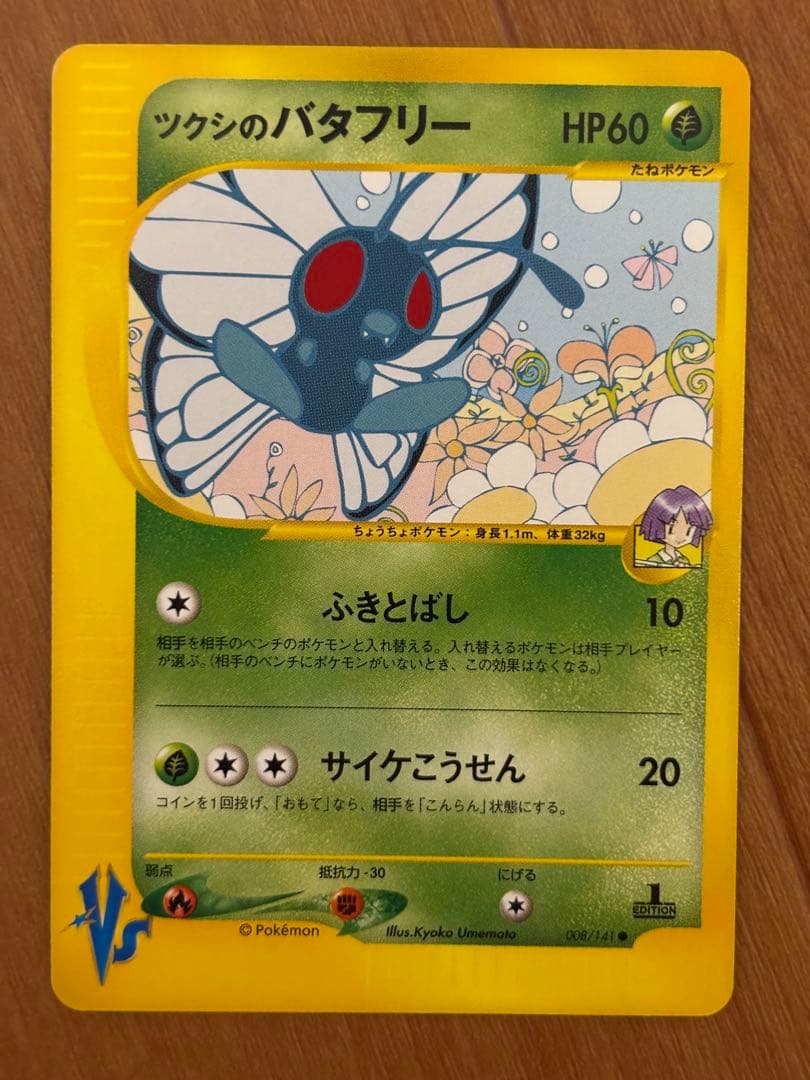 ツクシのバタフリー HP60
たねポケモン
ちょうちょポケモン：身長1.1m、体重32kg
ふきとばし 10
相手を相手のベンチのポケモンと入れ替える。入れ替えるポケモンは相手プレイヤー
が選ぶ。(相手のベンチにポケモンがいないとき、この効果はなくなる。)
サイケこうせん 20
コインを1回投げ、「おもて」なら、相手を「こんらん」状態にする。
弱点 抵抗力-30 にげる
1
EDITION
©Pokémon Illus.Kyoko Umemoto 008/141●
Vs